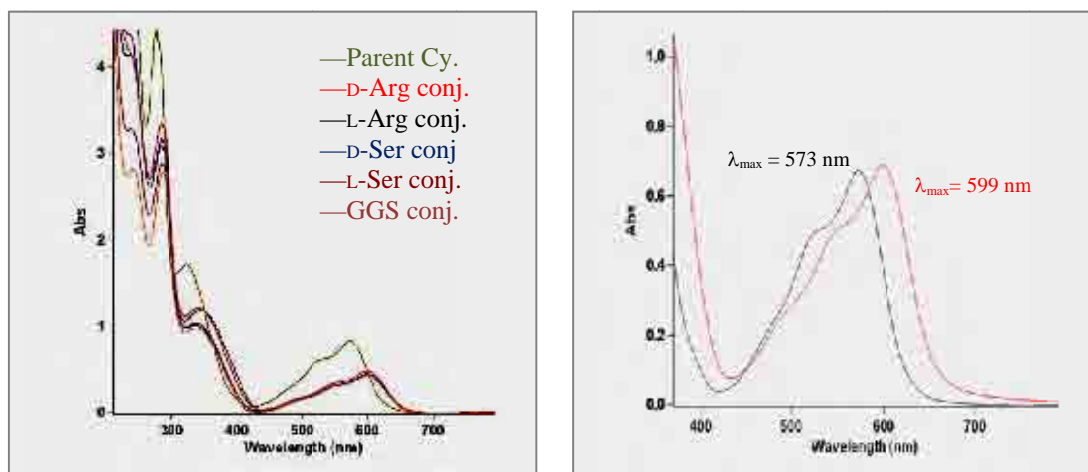 4
3
2
1
0
Abs
300
400
500
600
700
Wavelength (nm)
—Parent Cy.
—D-Arg conj.
—L-Arg conj.
—D-Ser conj
—L-Ser conj.
—GGS conj.
1.0
0.8
0.6
0.4
0.2
0.0
Abs
400
500
600
700
Wavelength (nm)
λmax = 573 nm
λmax= 599 nm